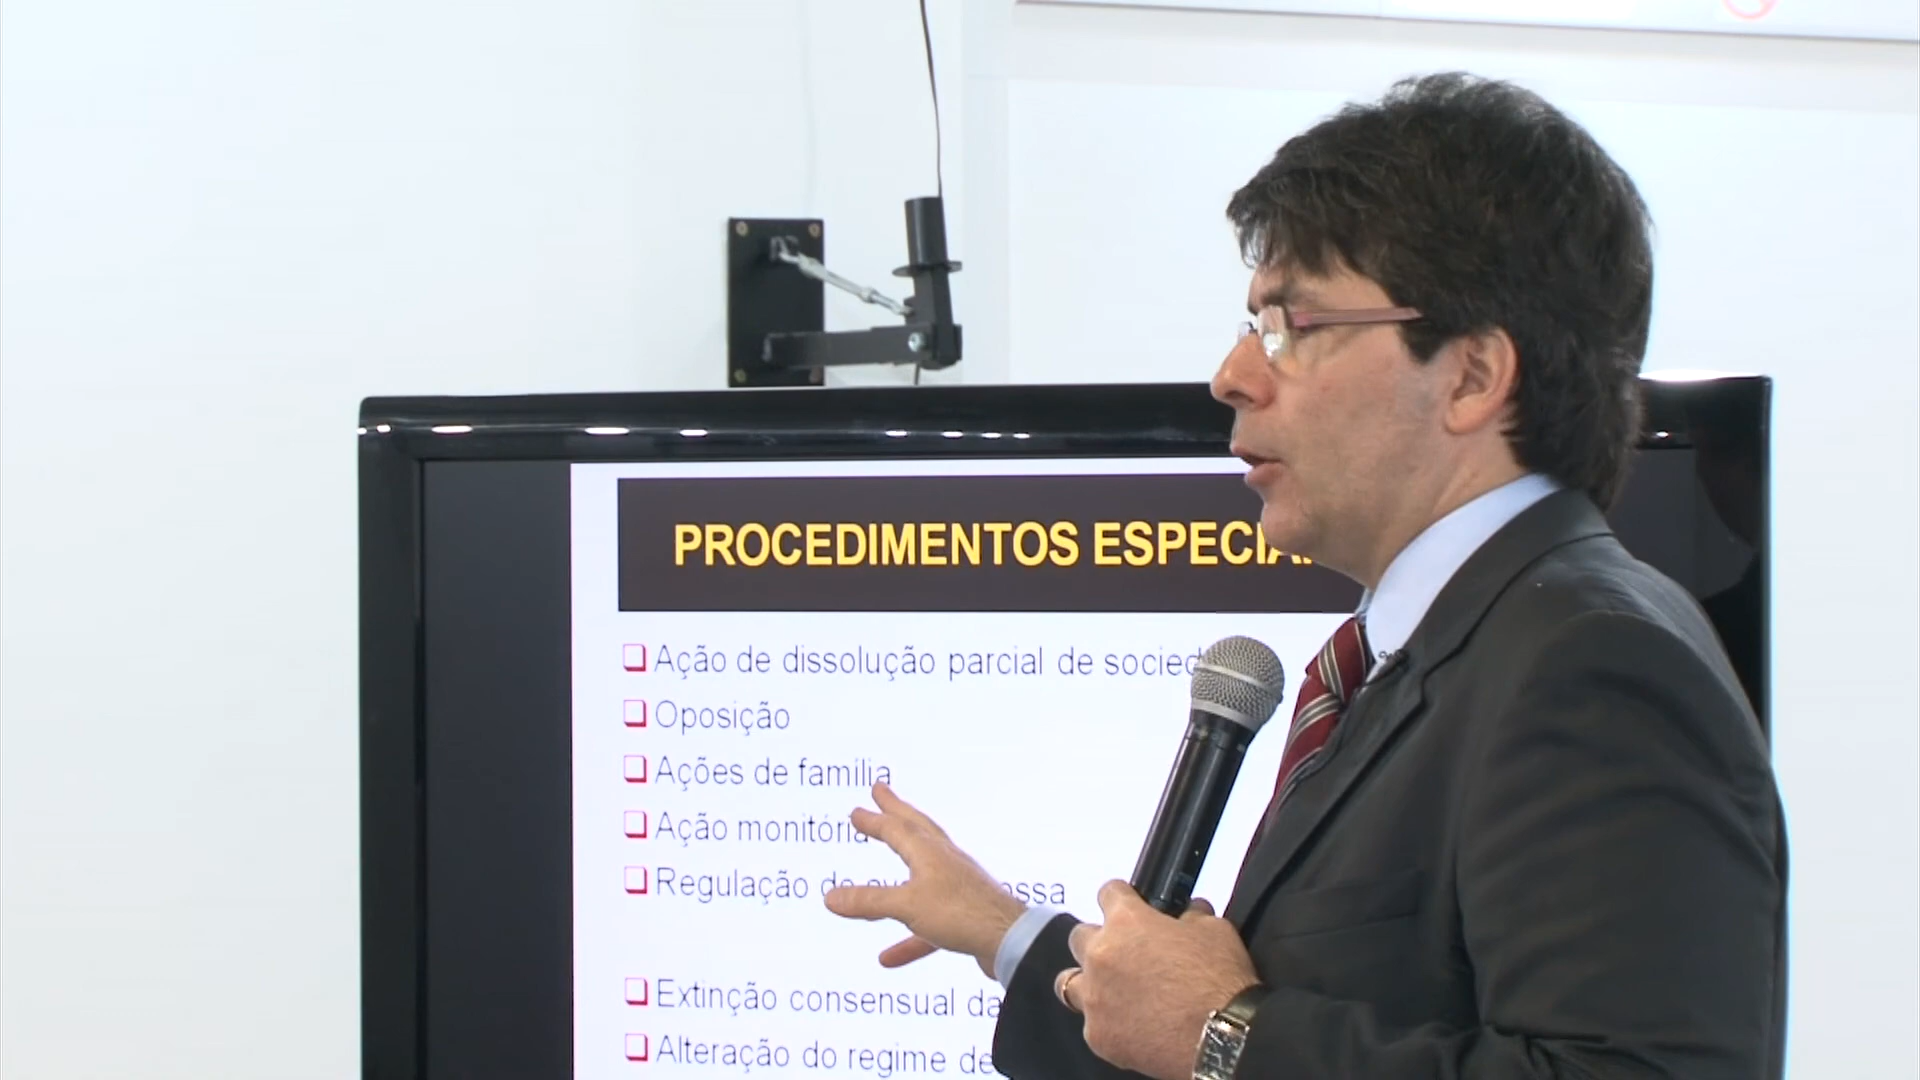 PROCEDIMENTOS ESPECIA
Ação de dissolução parcial de socied
Oposição
Ações de família
Ação monitória
Regulação de
Extinção consensual da
Alteração do regime de